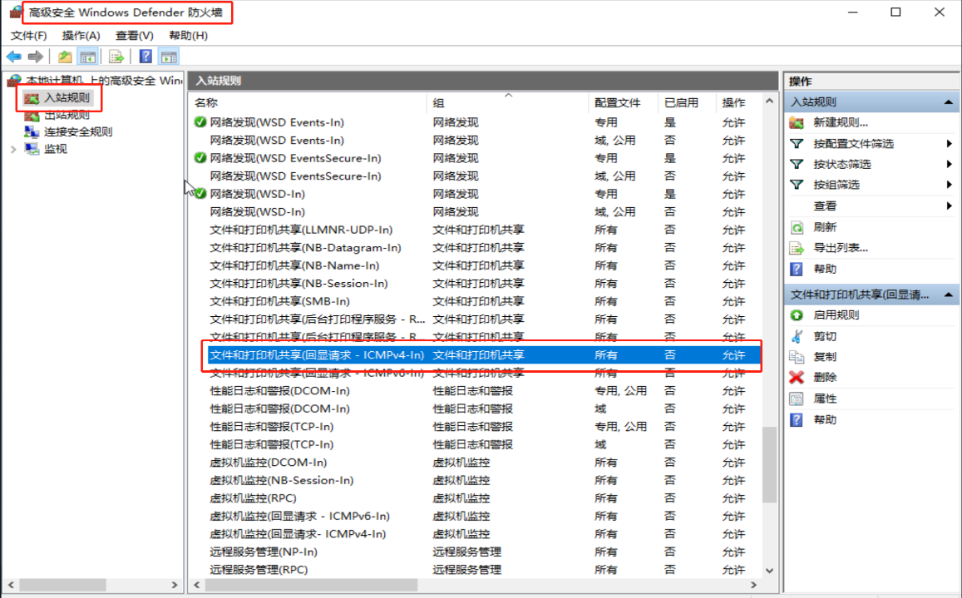 高级安全 Windows Defender 防火墙
文件(F) 操作(A) 查看(V) 帮助(H)
本地计算机 上的高级安全 Win
入站规则
出站规则
连接安全规则
监视
入站规则
名称 组 配置文件 已启用 操作
网络发现(WSD Events-In) 网络发现 专用 是 允许
网络发现(WSD Events-In) 网络发现 域, 公用 否 允许
网络发现(WSD EventsSecure-In) 网络发现 专用 是 允许
网络发现(WSD EventsSecure-In) 网络发现 域, 公用 否 允许
网络发现(WSD-In) 网络发现 专用 是 允许
网络发现(WSD-In) 网络发现 域, 公用 否 允许
文件和打印机共享(LLMNR-UDP-In) 文件和打印机共享 所有 否 允许
文件和打印机共享(NB-Datagram-In) 文件和打印机共享 所有 否 允许
文件和打印机共享(NB-Name-In) 文件和打印机共享 所有 否 允许
文件和打印机共享(NB-Session-In) 文件和打印机共享 所有 否 允许
文件和打印机共享(SMB-In) 文件和打印机共享 所有 否 允许
文件和打印机共享(后台打印程序服务 - R... 文件和打印机共享 所有 否 允许
文件和打印机共享(后台打印程序服务 - R... 文件和打印机共享 所有 否 允许
文件和打印机共享(回显请求 - ICMPv4-In) 文件和打印机共享 所有 否 允许
文件和打印机共享(回显请求 - ICMPv6-In) 文件和打印机共享 所有 否 允许
性能日志和警报(DCOM-In) 性能日志和警报 专用, 公用 否 允许
性能日志和警报(DCOM-In) 性能日志和警报 域 否 允许
性能日志和警报(TCP-In) 性能日志和警报 专用, 公用 否 允许
性能日志和警报(TCP-In) 性能日志和警报 域 否 允许
虚拟机监控(DCOM-In) 虚拟机监控 所有 否 允许
虚拟机监控(NB-Session-In) 虚拟机监控 所有 否 允许
虚拟机监控(RPC) 虚拟机监控 所有 否 允许
虚拟机监控(回显请求 - ICMPv6-In) 虚拟机监控 所有 否 允许
虚拟机监控(回显请求- ICMPv4-In) 虚拟机监控 所有 否 允许
远程服务管理(NP-In) 远程服务管理 所有 否 允许
远程服务管理(RPC) 远程服务管理 所有 否 允许
操作
入站规则
新建规则...
按配置文件筛选
按状态筛选
按组筛选
查看
刷新
导出列表...
帮助
文件和打印机共享(回显请...
启用规则
剪切
复制
删除
属性
帮助